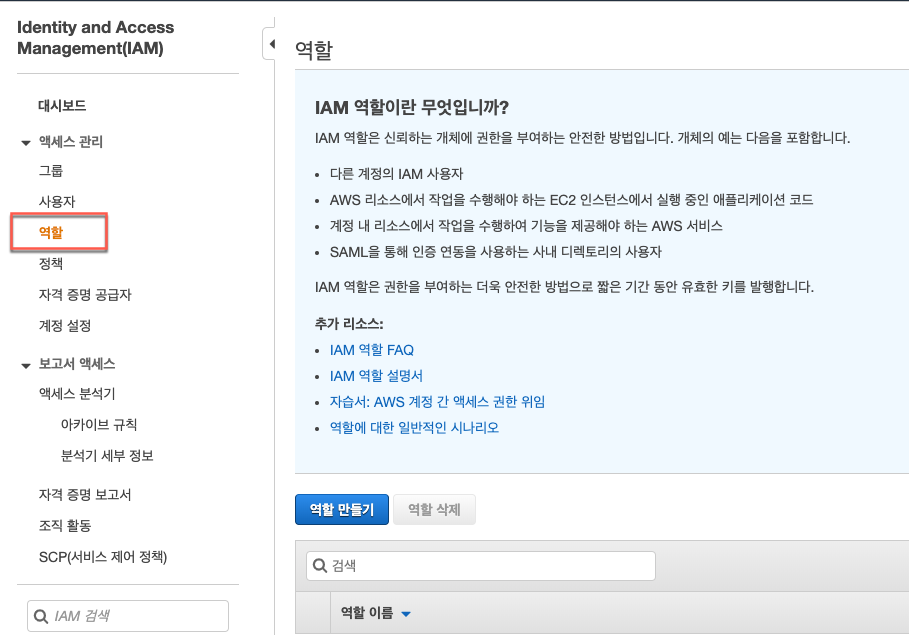 Identity and Access
Management(IAM)
대시보드
액세스 관리
그룹
사용자
역할
정책
자격 증명 공급자
계정 설정
보고서 액세스
액세스 분석기
아카이브 규칙
분석기 세부 정보
자격 증명 보고서
조직 활동
SCP(서비스 제어 정책)
IAM 검색
역할
IAM 역할이란 무엇입니까?
IAM 역할은 신뢰하는 개체에 권한을 부여하는 안전한 방법입니다. 개체의 예는 다음을 포함합니다.
• 다른 계정의 IAM 사용자
• AWS 리소스에서 작업을 수행해야 하는 EC2 인스턴스에서 실행 중인 애플리케이션 코드
• 계정 내 리소스에서 작업을 수행하여 기능을 제공해야 하는 AWS 서비스
• SAML을 통해 인증 연동을 사용하는 사내 디렉토리의 사용자
IAM 역할은 권한을 부여하는 더욱 안전한 방법으로 짧은 기간 동안 유효한 키를 발행합니다.
추가 리소스:
• IAM 역할 FAQ
• IAM 역할 설명서
• 자습서: AWS 계정 간 액세스 권한 위임
• 역할에 대한 일반적인 시나리오
역할 만들기 역할 삭제
검색
역할 이름